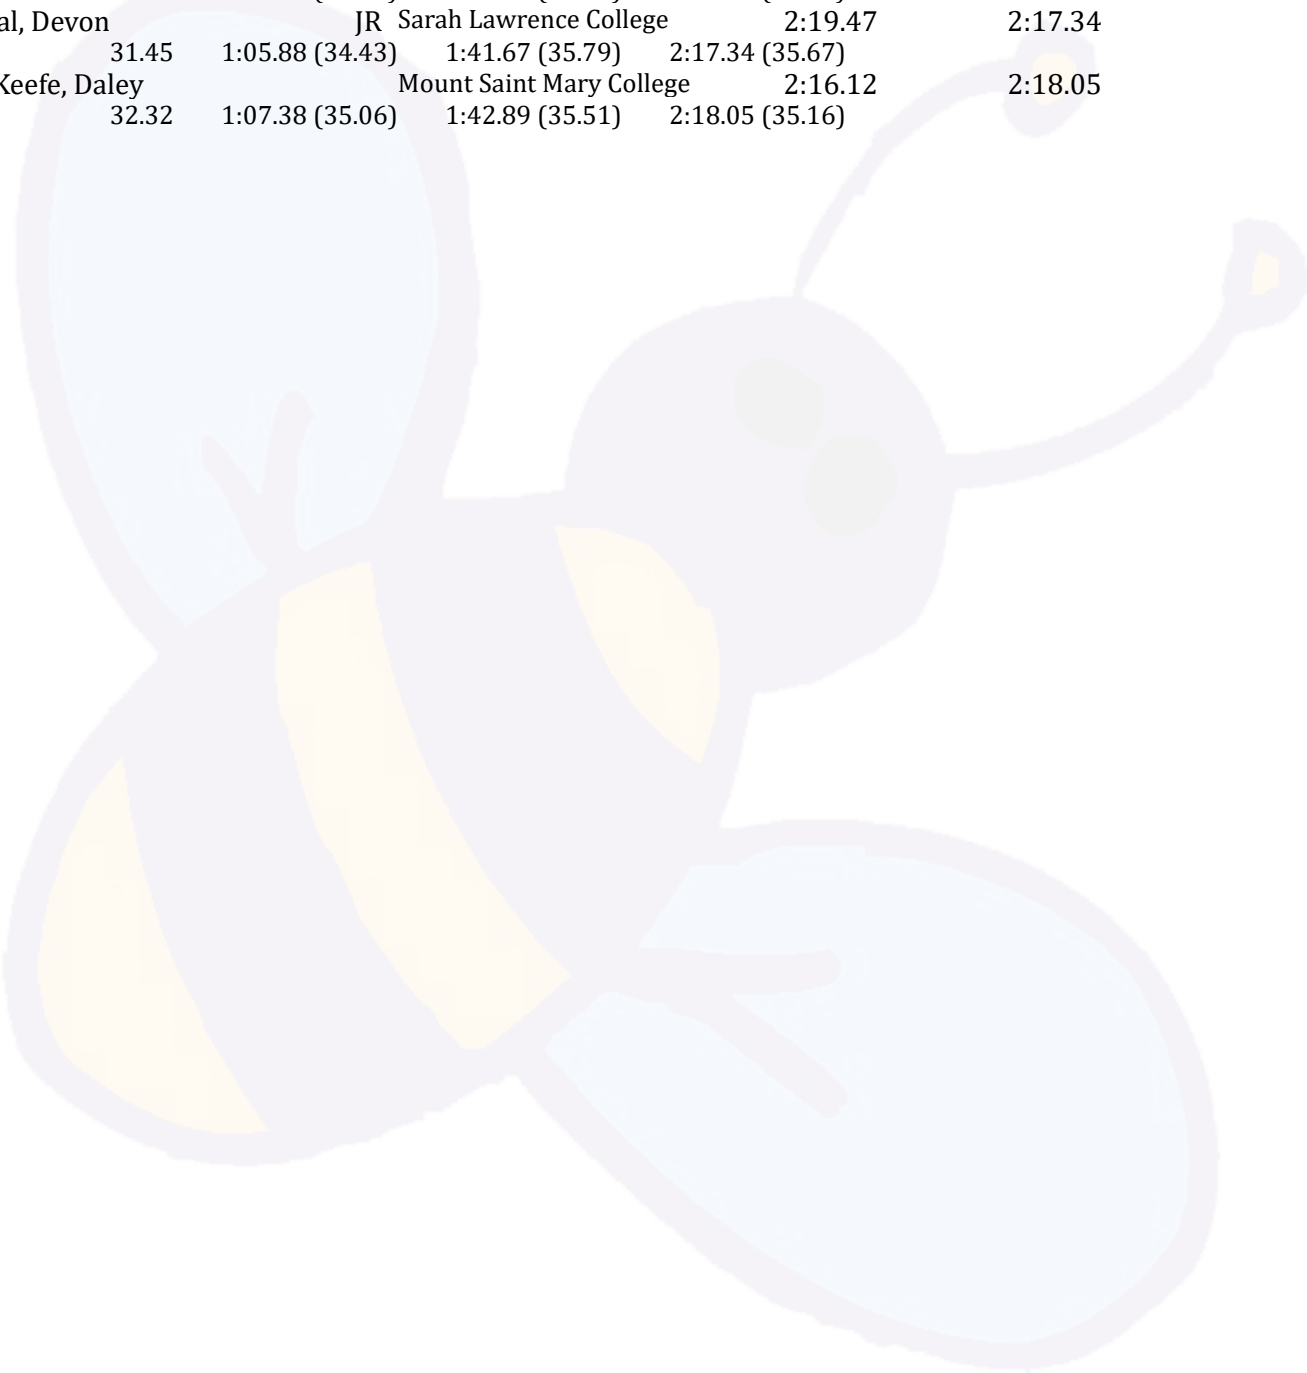 al, Devon JR Sarah Lawrence College 2:19.47 2:17.34
31.45 1:05.88 (34.43) 1:41.67 (35.79) 2:17.34 (35.67)
Keefe, Daley Mount Saint Mary College 2:16.12 2:18.05
32.32 1:07.38 (35.06) 1:42.89 (35.51) 2:18.05 (35.16)